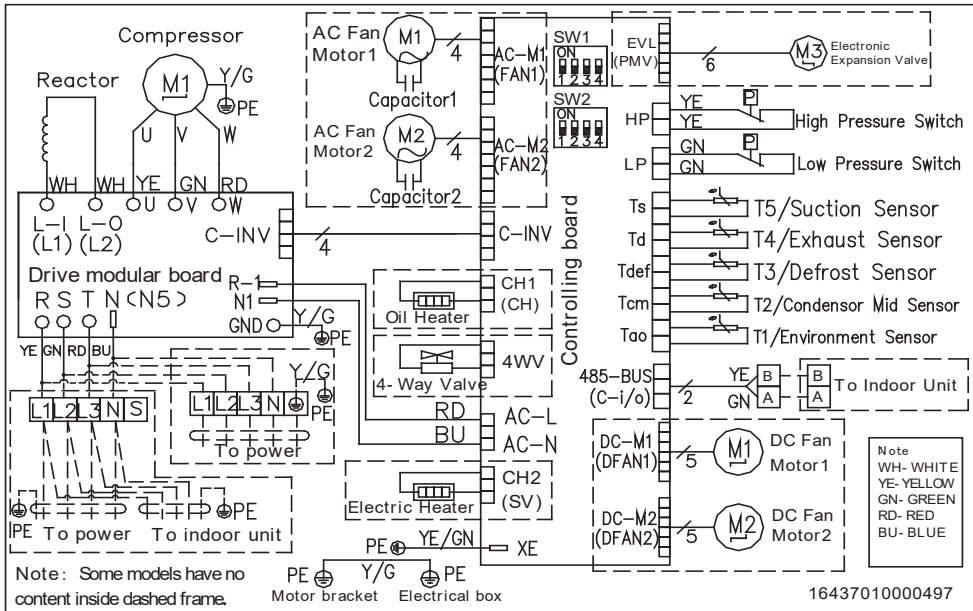 Compressor
Reactor
M1
Y/G
PE
U
V
W
WH
WH
YE
GN
RD
U
V
W
L-I
(L1)
L-O
(L2)
C-INV
4
Drive modular board
R S T N (N5)
R-1
N1
GND
Y/G
PE
YE
GN
RD
BU
L1 L2 L3 N S
L1 L2 L3 N
Y/G
PE
To power
PE
PE
To power
To indoor unit
Note: Some models have no
content inside dashed frame.
AC Fan
Motor1
M1
4
Capacitor1
AC-M1
(FAN1)
AC Fan
Motor2
M2
4
Capacitor2
AC-M2
(FAN2)
C-INV
CH1
(CH)
Oil Heater
4WV
4-Way Valve
RD
AC-L
BU
AC-N
CH2
(SV)
Electric Heater
PE
YE/GN
XE
PE
Y/G
PE
Motor bracket
Electrical box
SW1
ON
1234
SW2
ON
1234
Controlling board
EVL
(PMV)
6
M3
Electronic
Expansion Valve
HP
YE
YE
P
High Pressure Switch
LP
GN
GN
P
Low Pressure Switch
Ts
T5/Suction Sensor
Td
T4/Exhaust Sensor
Tdef
T3/Defrost Sensor
Tcm
T2/Condensor Mid Sensor
Tao
T1/Environment Sensor
485-BUS
(C-i/o)
2
YE
GN
B
A
B
A
To Indoor Unit
DC-M1
(DFAN1)
5
M1
DC Fan
Motor1
DC-M2
(DFAN2)
5
M2
DC Fan
Motor2
Note
WH- WHITE
YE-YELLOW
GN- GREEN
RD- RED
BU- BLUE
16437010000497